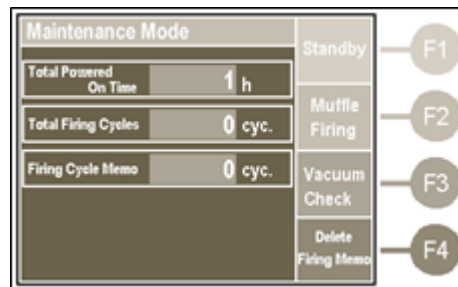 Maintenance Mode
Standby
F1
Total Powered
On Time
1 h
Muffle
Firing
F2
Total Firing Cycles
0 cyc.
Firing Cycle Memo
0 cyc.
Vacuum
Check
F3
Delete
Firing Memo
F4